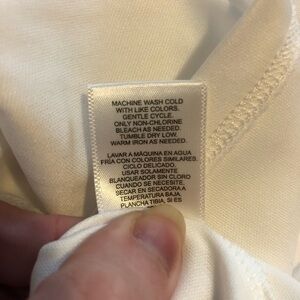 MACHINE WASH COLD
WITH LIKE COLORS.
GENTLE CYCLE.
ONLY NON-CHLORINE
BLEACH AS NEEDED.
TUMBLE DRY LOW.
WARM IRON AS NEEDED.
LAVAR A MÁQUINA EN AGUA
FRÍA CON COLORES SIMILARES.
CICLO DELICADO.
USAR SOLAMENTE
BLANQUEADOR SIN CLORO
CUANDO SE NECESITE.
SECAR EN SECADORA A
TEMPERATURA BAJA.
PLANCHA TIBIA, SI ES